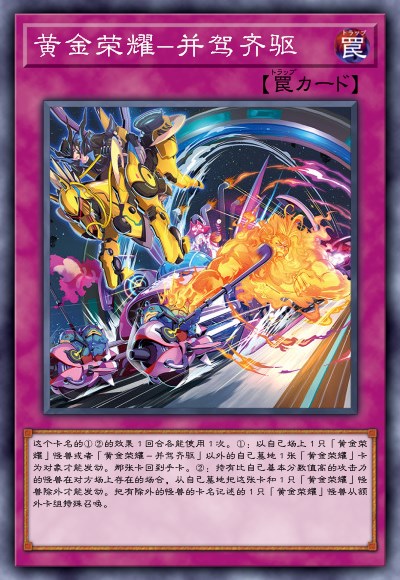 黄金荣耀-并驾齐驱
罠
トラップ
【罠カード】
トラップ
这个卡名的①②的效果1回合各能使用1次。①：以自己场上1只「黄金荣
耀」怪兽或者「黄金荣耀-并驾齐驱」以外的自己墓地1张「黄金荣耀」卡
为对象才能发动。那张卡回到手卡。②：持有比自己基本分数值高的攻击力
的怪兽在对方场上存在的场合，从自己墓地把这张卡和1只「黄金荣耀」怪
兽除外才能发动。把有除外的怪兽的卡名记述的1只「黄金荣耀」怪兽从额
外卡组特殊召唤。